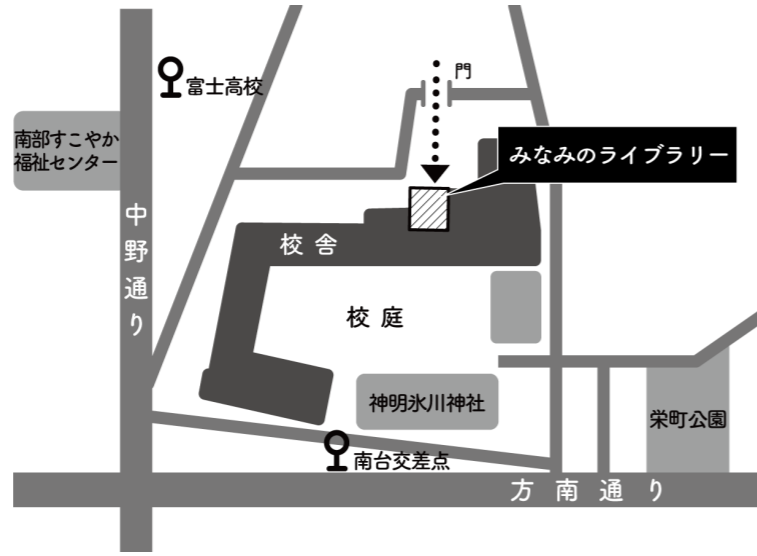 門
富士高校
南部すこやか
福祉センター
みなみのライブラリー
中野通り
校舎
校庭
神明氷川神社
栄町公園
南台交差点
方南通り